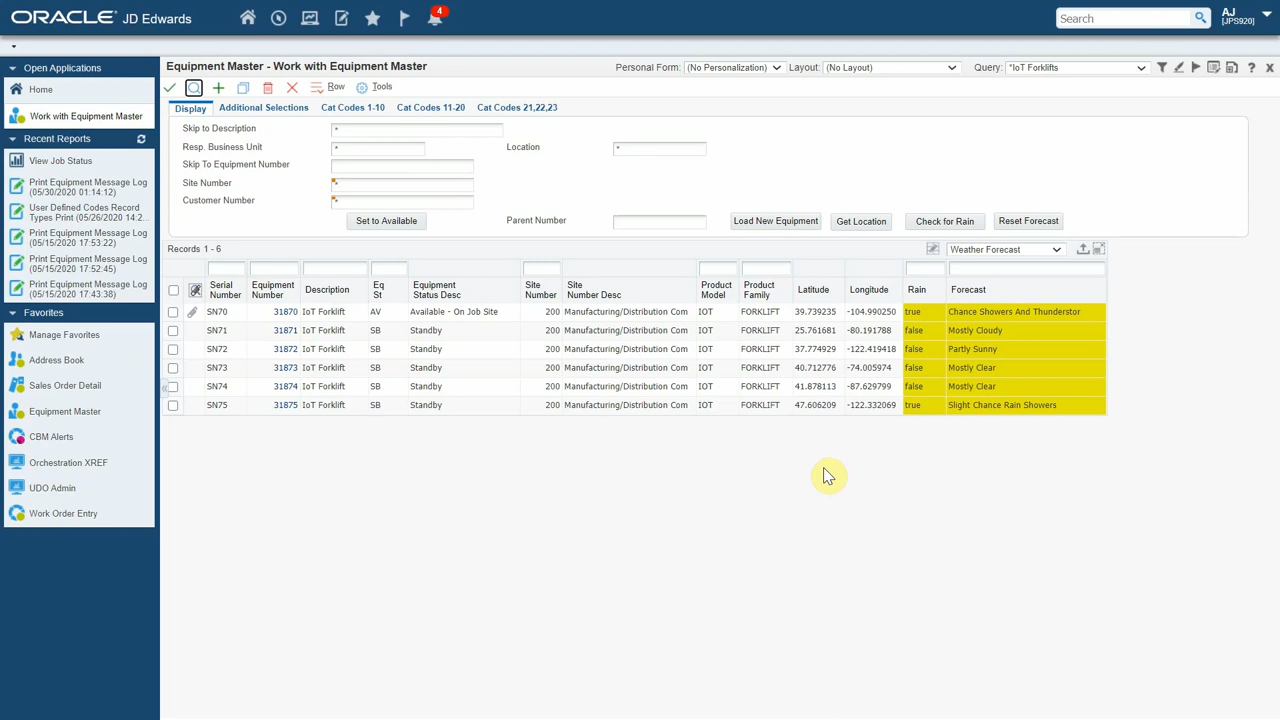 ORACLE JD Edwards 4 Search AJ
[JPS920]
Open Applications
Home
Work with Equipment Master
Recent Reports
View Job Status
Print Equipment Message Log
(05/30/2020 01:14:12)
User Defined Codes Record
Types Print (05/26/2020 14:2...
Print Equipment Message Log
(05/15/2020 17:53:22)
Print Equipment Message Log
(05/15/2020 17:52:45)
Print Equipment Message Log
(05/15/2020 17:43:38)
Favorites
Manage Favorites
Address Book
Sales Order Detail
Equipment Master
CBM Alerts
Orchestration XREF
UDO Admin
Work Order Entry
Equipment Master - Work with Equipment Master Personal Form: (No Personalization) Layout: (No Layout) Query: *IoT Forklifts
Row Tools
Display Additional Selections Cat Codes 1-10 Cat Codes 11-20 Cat Codes 21,22,23
Skip to Description *
Resp. Business Unit * Location *
Skip To Equipment Number
Site Number *
Customer Number *
Set to Available Parent Number Load New Equipment Get Location Check for Rain Reset Forecast
Records 1 - 6 Weather Forecast
Serial Number Equipment Number Description Eq St Equipment Status Desc Site Number Site Number Desc Product Model Product Family Latitude Longitude Rain Forecast
SN70 31870 IoT Forklift AV Available - On Job Site 200 Manufacturing/Distribution Com IOT FORKLIFT 39.739235 -104.990250 true Chance Showers And Thunderstor
SN71 31871 IoT Forklift SB Standby 200 Manufacturing/Distribution Com IOT FORKLIFT 25.761681 -80.191788 false Mostly Cloudy
SN72 31872 IoT Forklift SB Standby 200 Manufacturing/Distribution Com IOT FORKLIFT 37.774929 -122.419418 false Partly Sunny
SN73 31873 IoT Forklift SB Standby 200 Manufacturing/Distribution Com IOT FORKLIFT 40.712776 -74.005974 false Mostly Clear
SN74 31874 IoT Forklift SB Standby 200 Manufacturing/Distribution Com IOT FORKLIFT 41.878113 -87.629799 false Mostly Clear
SN75 31875 IoT Forklift SB Standby 200 Manufacturing/Distribution Com IOT FORKLIFT 47.606209 -122.332069 true Slight Chance Rain Showers